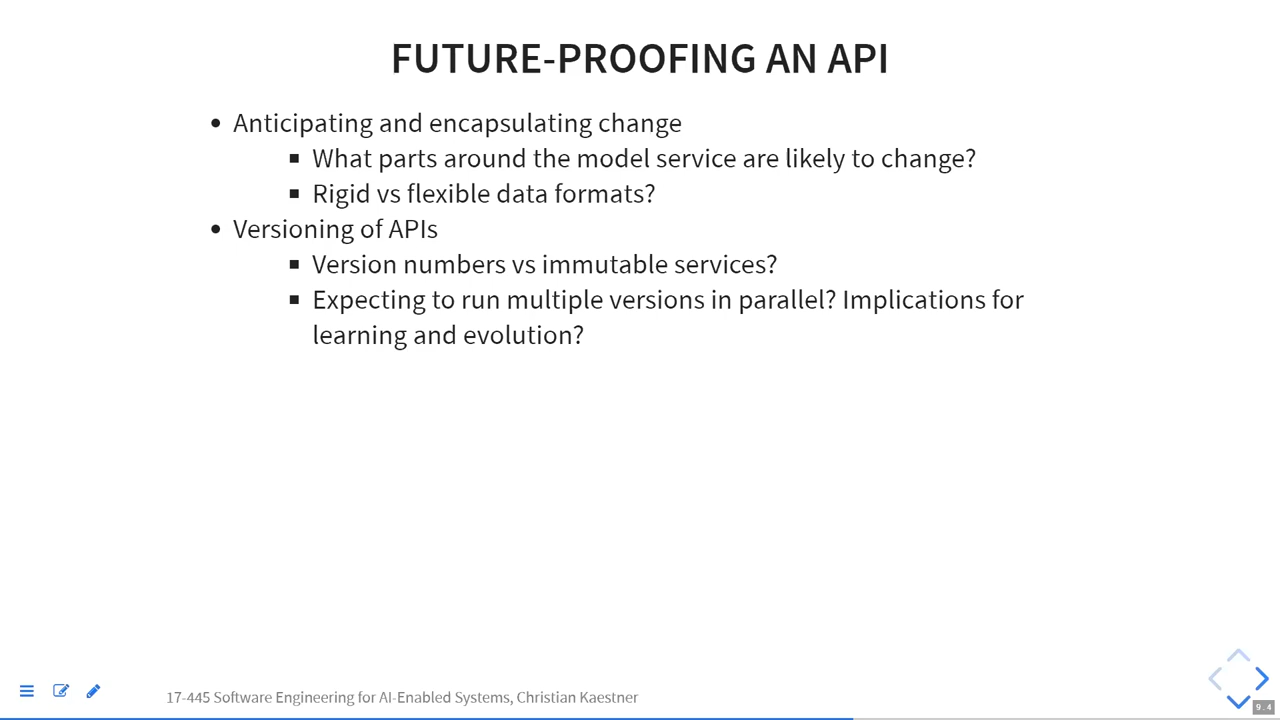 FUTURE-PROOFING AN API
Anticipating and encapsulating change
What parts around the model service are likely to change?
Rigid vs flexible data formats?
Versioning of APIs
Version numbers vs immutable services?
Expecting to run multiple versions in parallel? Implications for
learning and evolution?
17-445 Software Engineering for AI-Enabled Systems, Christian Kaestner
9.4